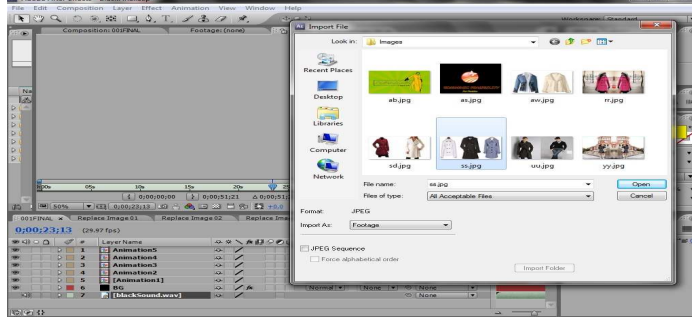 File Edit Composition Layer Effect Animation View Window Help
Workspace: Standard
Composition: 001FINAL Footage: (none)
Import File
Look in: Images
Recent Places
Desktop
Libraries
Computer
Network
ab.jpg as.jpg aw.jpg rr.jpg
sd.jpg ss.jpg uu.jpg yy.jpg
File name: ss.jpg Open
Files of type: All Acceptable Files Cancel
Format: JPEG
Import As: Footage
JPEG Sequence
Force alphabetical order
Import Folder
05s 10s 15s 20s
0;00;00;00 0;00;51;21
50% 0;00;23;13 +0.0
001FINAL Replace Image 01 Replace Image 02
0;00;23;13 (29.97 fps)
# Layer Name
1 Animation5
2 Animation4
3 Animation3
4 Animation2
5 [Animation1]
6 BG Normal None None
7 [blackSound.wav] None